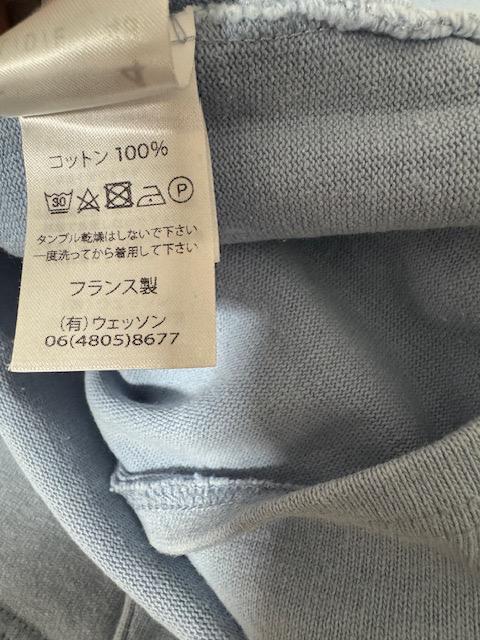 4
コットン 100%
30 P
タンブル乾燥はしないで下さい
一度洗ってから着用して下さい
フランス製
(有)ウェッソン
06(4805)8677